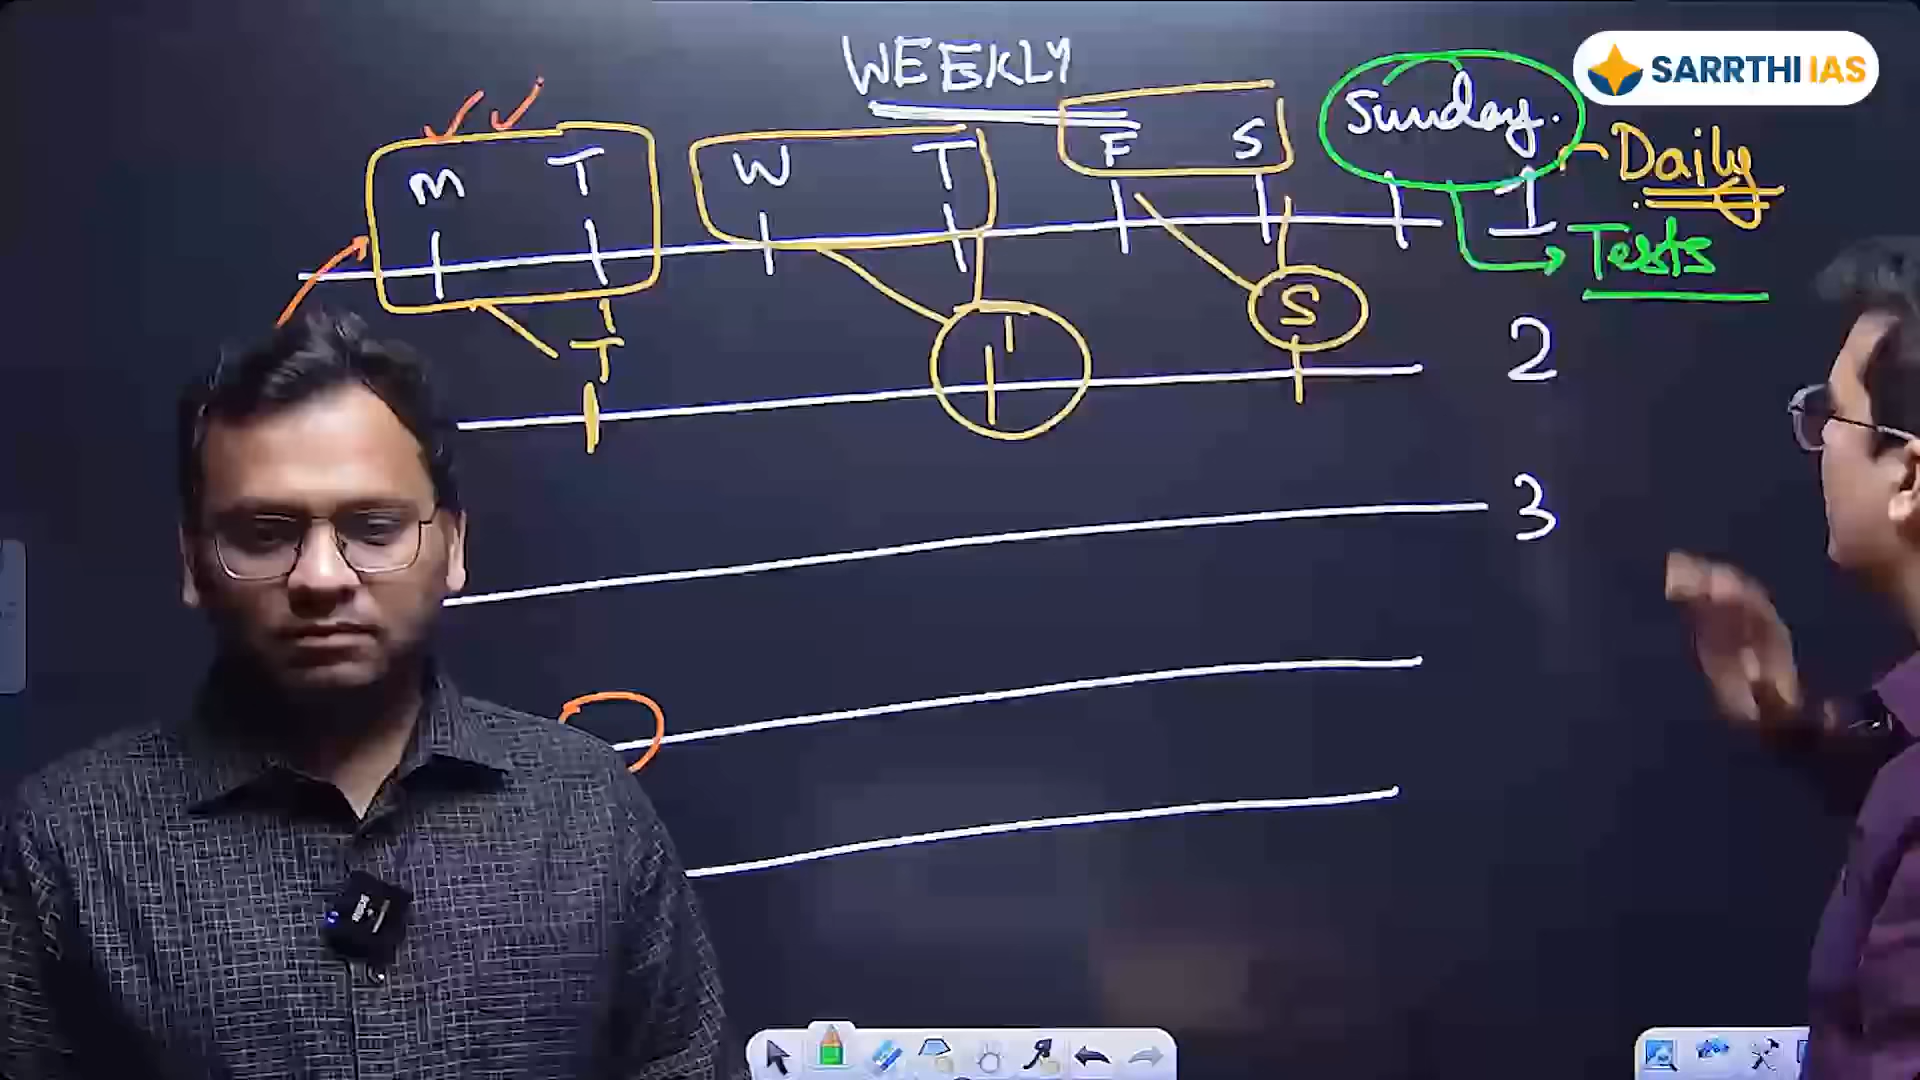 WEEKLY
SARRTHI IAS
M T W T F S Sunday.
Daily
1
Tests
T T S
2
3